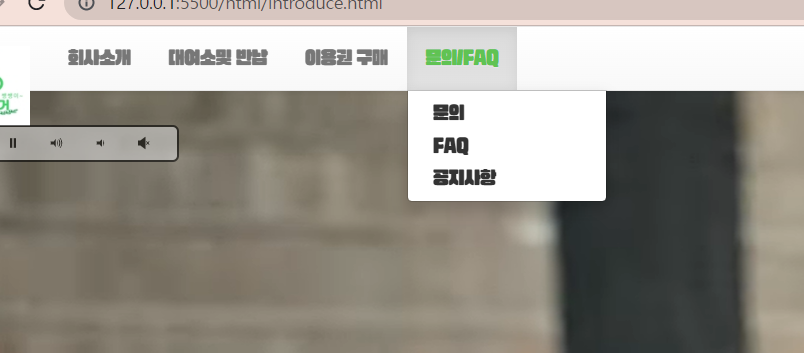 127.0.0.1:5500/html/introduce.html
회사소개 대여소및 반납 이용권 구매 문의/FAQ
문의
FAQ
공지사항